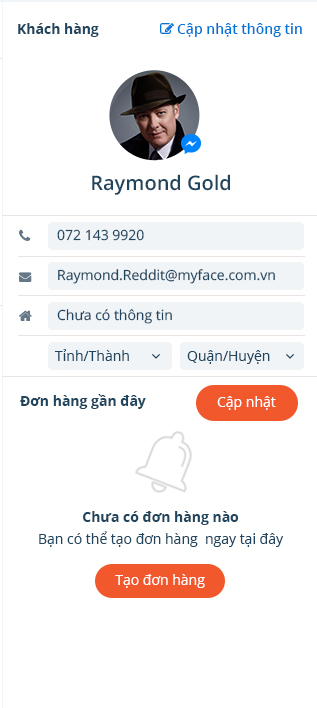 Khách hàng
Cập nhật thông tin
Raymond Gold
072 143 9920
Raymond.Reddit@myface.com.vn
Chưa có thông tin
Tỉnh/Thành
Quận/Huyện
Đơn hàng gần đây
Cập nhật
Chưa có đơn hàng nào
Bạn có thể tạo đơn hàng  ngay tại đây
Tạo đơn hàng